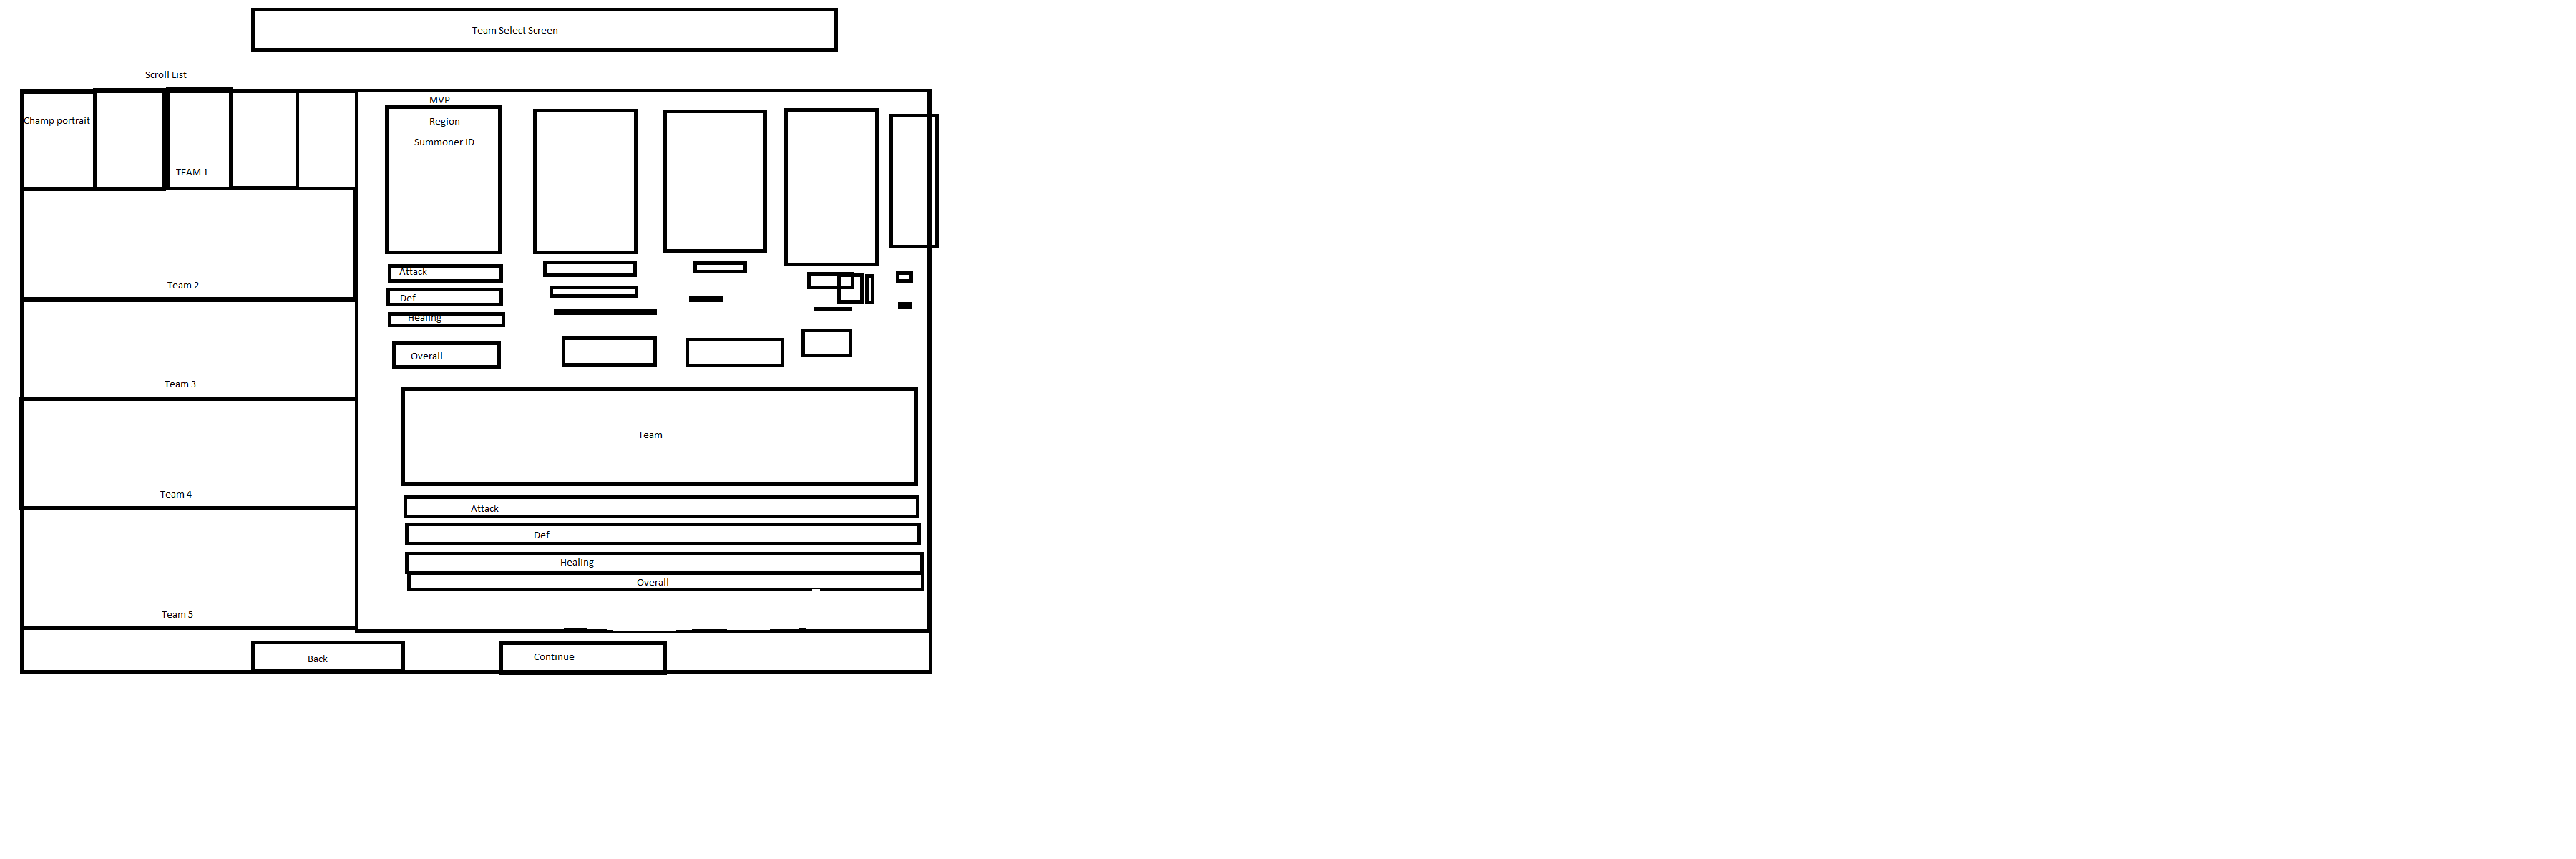 Team Select Screen
Scroll List
Champ portrait
TEAM 1
Team 2
Team 3
Team 4
Team 5
MVP
Region
Summoner ID
Attack
Def
Healing
Overall
Team
Attack
Def
Healing
Overall
Back
Continue